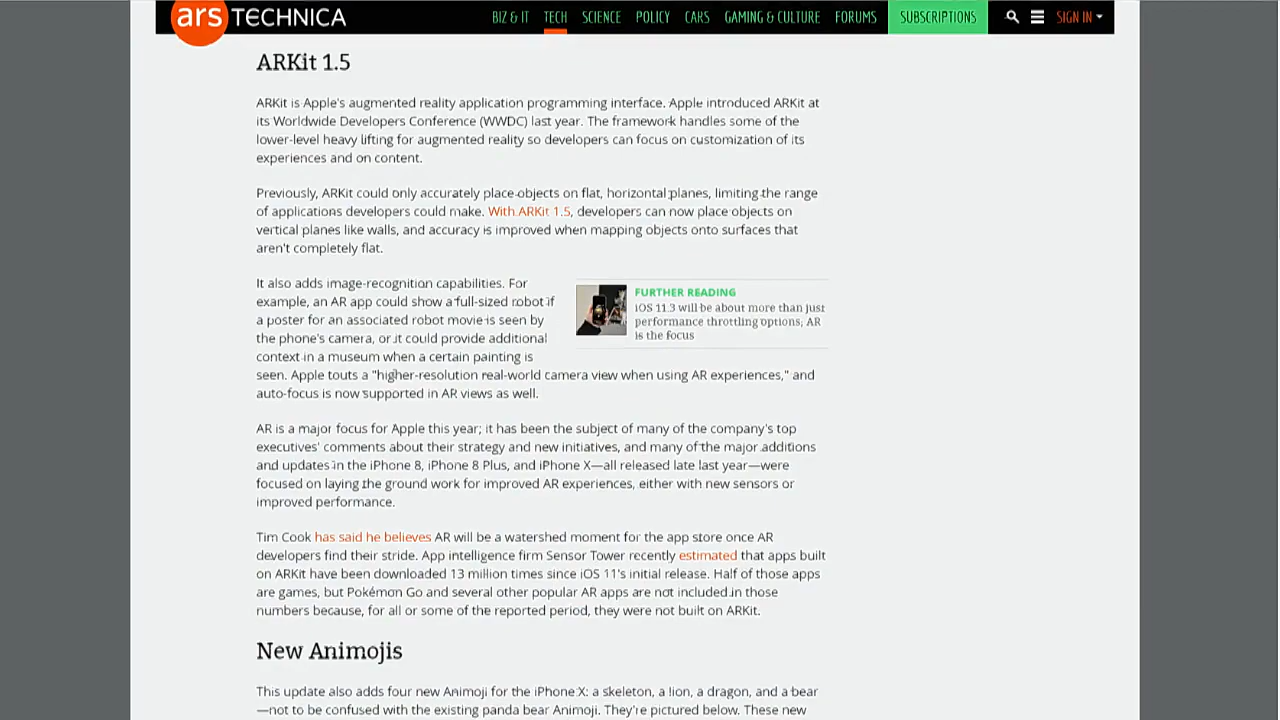 ars TECHNICA
BIZ & IT TECH SCIENCE POLICY CARS GAMING & CULTURE FORUMS SUBSCRIPTIONS SIGN IN
ARKit 1.5
ARKit is Apple's augmented reality application programming interface. Apple introduced ARKit at
its Worldwide Developers Conference (WWDC) last year. The framework handles some of the
lower-level heavy lifting for augmented reality so developers can focus on customization of its
experiences and on content.
Previously, ARKit could only accurately place objects on flat, horizontal planes, limiting the range
of applications developers could make. With ARKit 1.5, developers can now place objects on
vertical planes like walls, and accuracy is improved when mapping objects onto surfaces that
aren't completely flat.
It also adds image-recognition capabilities. For
example, an AR app could show a full-sized robot if
a poster for an associated robot movie is seen by
the phone's camera, or it could provide additional
context in a museum when a certain painting is
seen. Apple touts a "higher-resolution real-world camera view when using AR experiences," and
auto-focus is now supported in AR views as well.
FURTHER READING
iOS 11.3 will be about more than just
performance throttling options; AR
is the focus
AR is a major focus for Apple this year; it has been the subject of many of the company's top
executives' comments about their strategy and new initiatives, and many of the major additions
and updates in the iPhone 8, iPhone 8 Plus, and iPhone X—all released late last year—were
focused on laying the ground work for improved AR experiences, either with new sensors or
improved performance.
Tim Cook has said he believes AR will be a watershed moment for the app store once AR
developers find their stride. App intelligence firm Sensor Tower recently estimated that apps built
on ARKit have been downloaded 13 million times since iOS 11's initial release. Half of those apps
are games, but Pokémon Go and several other popular AR apps are not included in those
numbers because, for all or some of the reported period, they were not built on ARKit.
New Animojis
This update also adds four new Animoji for the iPhone X: a skeleton, a lion, a dragon, and a bear
—not to be confused with the existing panda bear Animoji. They're pictured below. These new